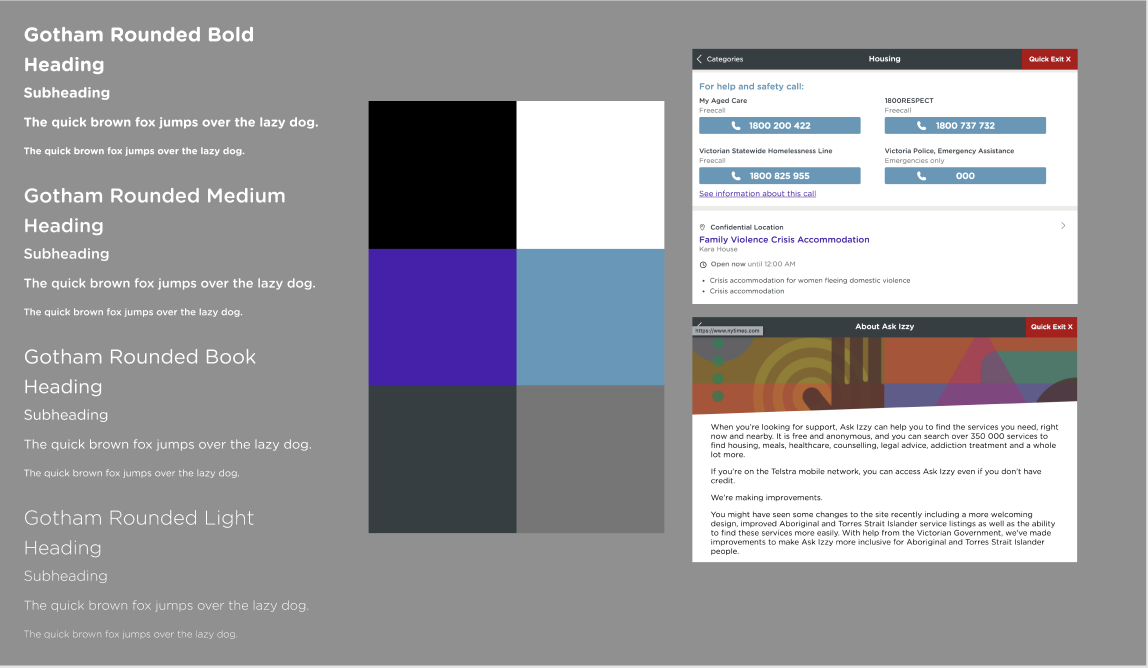 Gotham Rounded Bold
Heading
Subheading
The quick brown fox jumps over the lazy dog.
The quick brown fox jumps over the lazy dog.
Gotham Rounded Medium
Heading
Subheading
The quick brown fox jumps over the lazy dog.
The quick brown fox jumps over the lazy dog.
Gotham Rounded Book
Heading
Subheading
The quick brown fox jumps over the lazy dog.
The quick brown fox jumps over the lazy dog.
Gotham Rounded Light
Heading
Subheading
The quick brown fox jumps over the lazy dog.
The quick brown fox jumps over the lazy dog.
Categories Housing Quick Exit X
For help and safety call:
My Aged Care 1800RESPECT
Freecall Freecall
1800 200 422 1800 737 732
Victorian Statewide Homelessness Line Victoria Police, Emergency Assistance
Freecall Emergencies only
1800 825 955 000
See information about this call
Confidential Location
Family Violence Crisis Accommodation
Kara House
Open now until 12:00 AM
• Crisis accommodation for women fleeing domestic violence
• Crisis accommodation
About Ask Izzy Quick Exit X
https://www.nytimes.com
When you're looking for support, Ask Izzy can help you to find the services you need, right
now and nearby. It is free and anonymous, and you can search over 350 000 services to
find housing, meals, healthcare, counselling, legal advice, addiction treatment and a whole
lot more.
If you're on the Telstra mobile network, you can access Ask Izzy even if you don't have
credit.
We're making improvements.
You might have seen some changes to the site recently including a more welcoming
design, improved Aboriginal and Torres Strait Islander service listings as well as the ability
to find these services more easily. With help from the Victorian Government, we've made
improvements to make Ask Izzy more inclusive for Aboriginal and Torres Strait Islander
people.